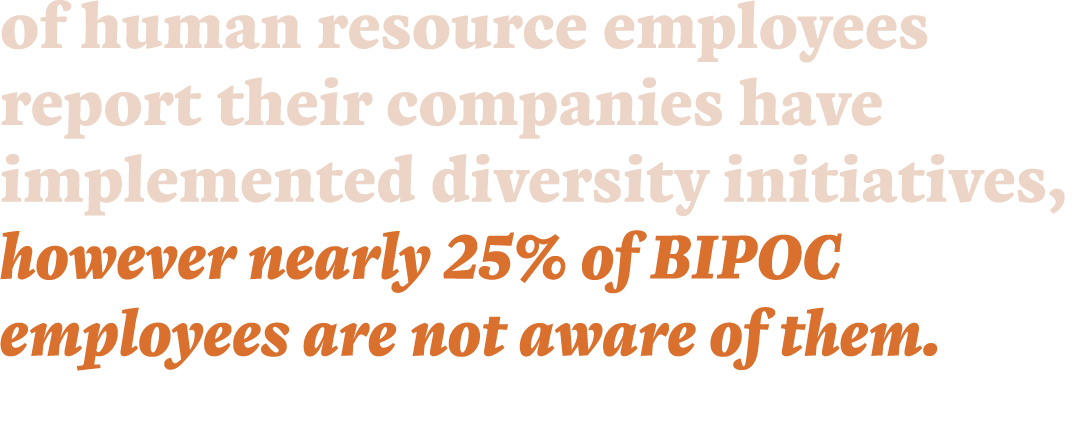 of human resource employees
report their companies have
implemented diversity initiatives,
however nearly 25% of BIPOC
employees are not aware of them.